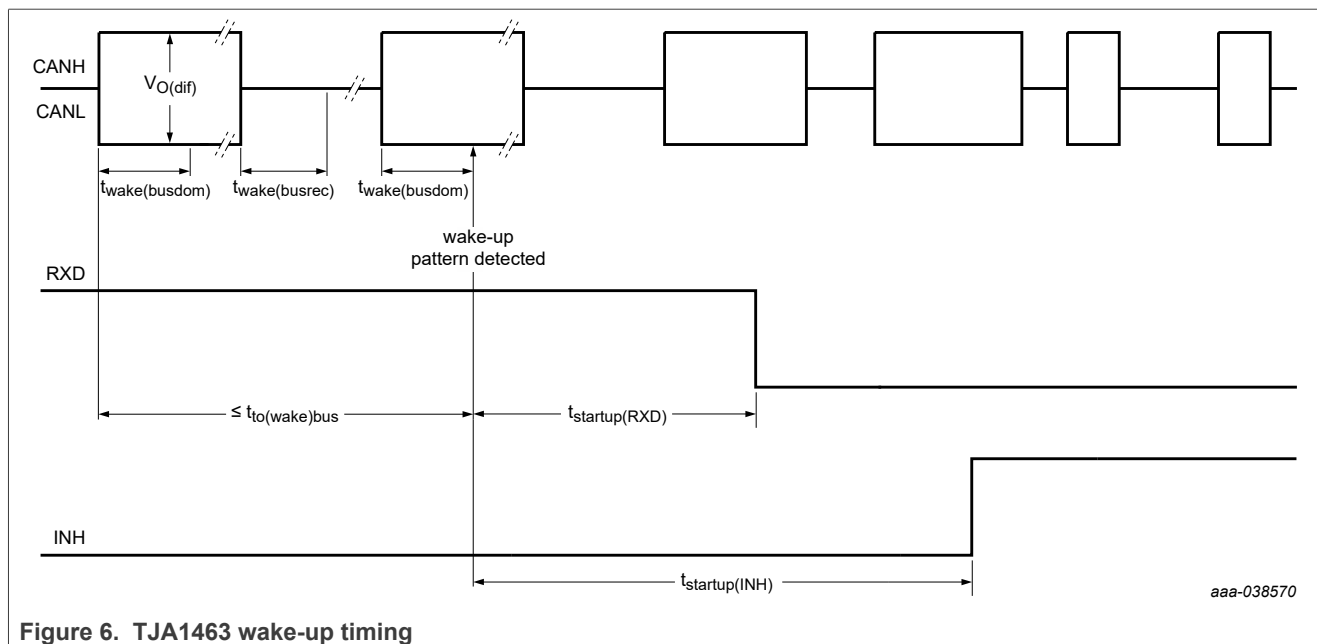 CANH
CANL
VO(dif)
twake(busdom)
twake(busrec)
twake(busdom)
wake-up
pattern detected
RXD
≤ tto(wake)bus
tstartup(RXD)
INH
tstartup(INH)
aaa-038570
Figure 6. TJA1463 wake-up timing